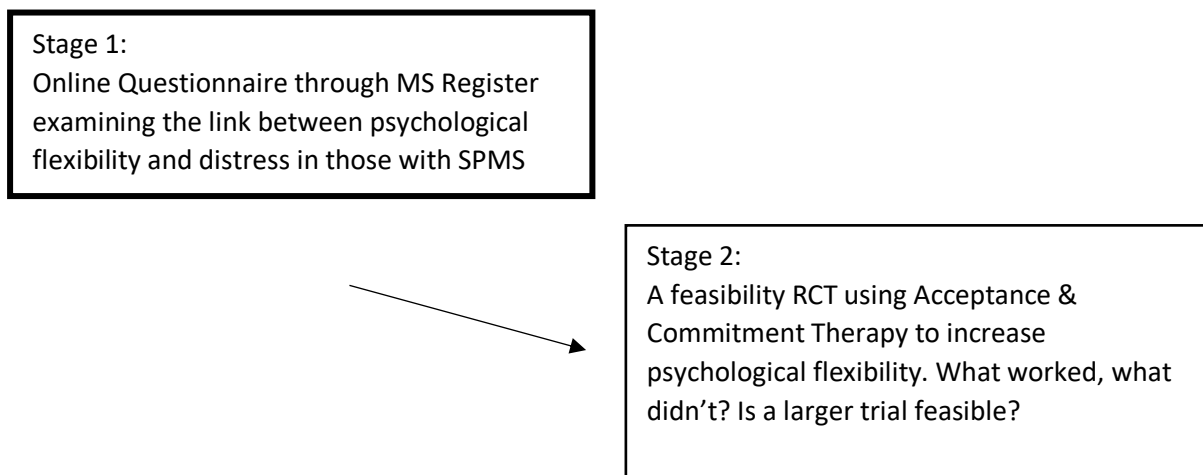 Stage 1:
Online Questionnaire through MS Register
examining the link between psychological
flexibility and distress in those with SPMS
Stage 2:
A feasibility RCT using Acceptance &
Commitment Therapy to increase
psychological flexibility. What worked, what
didn’t? Is a larger trial feasible?